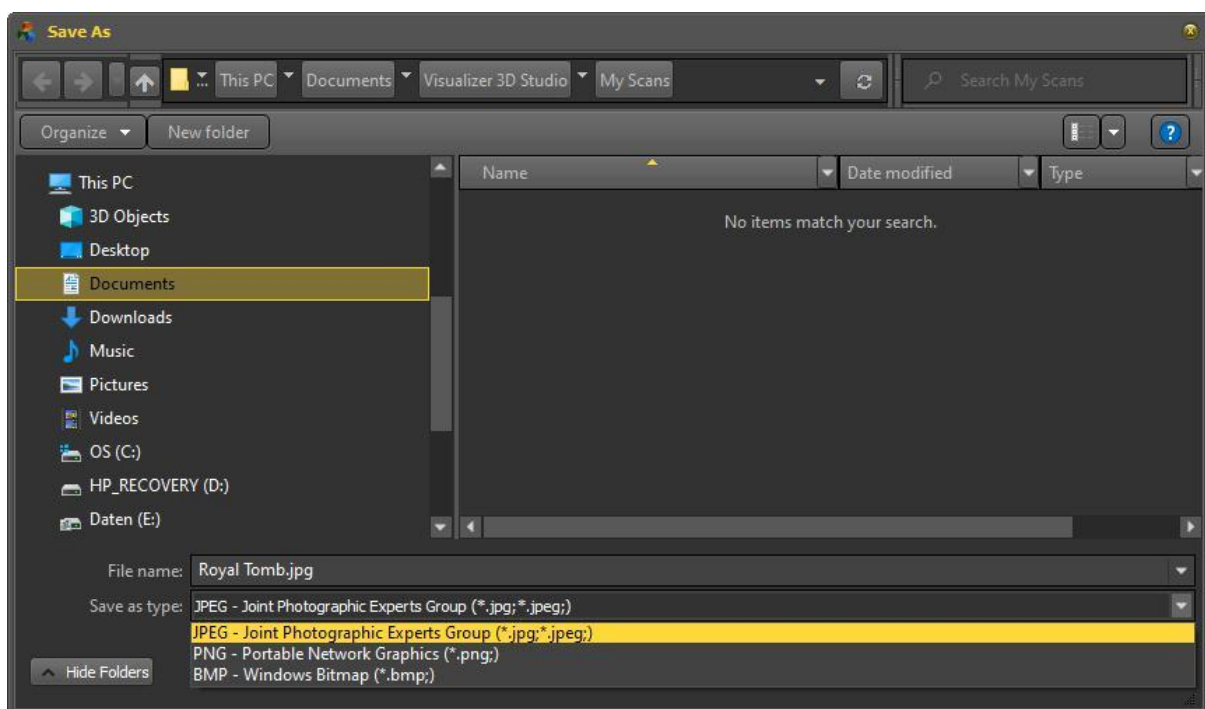 Save As
This PC Documents Visualizer 3D Studio My Scans Search My Scans
Organize New folder
Name Date modified Type
This PC
No items match your search.
3D Objects
Desktop
Documents
Downloads
Music
Pictures
Videos
OS (C:)
HP_RECOVERY (D:)
Daten (E:)
File name: Royal Tomb.jpg
Save as type: JPEG - Joint Photographic Experts Group (*.jpg;*.jpeg;)
JPEG - Joint Photographic Experts Group (*.jpg;*.jpeg;)
PNG - Portable Network Graphics (*.png;)
BMP - Windows Bitmap (*.bmp;)
Hide Folders